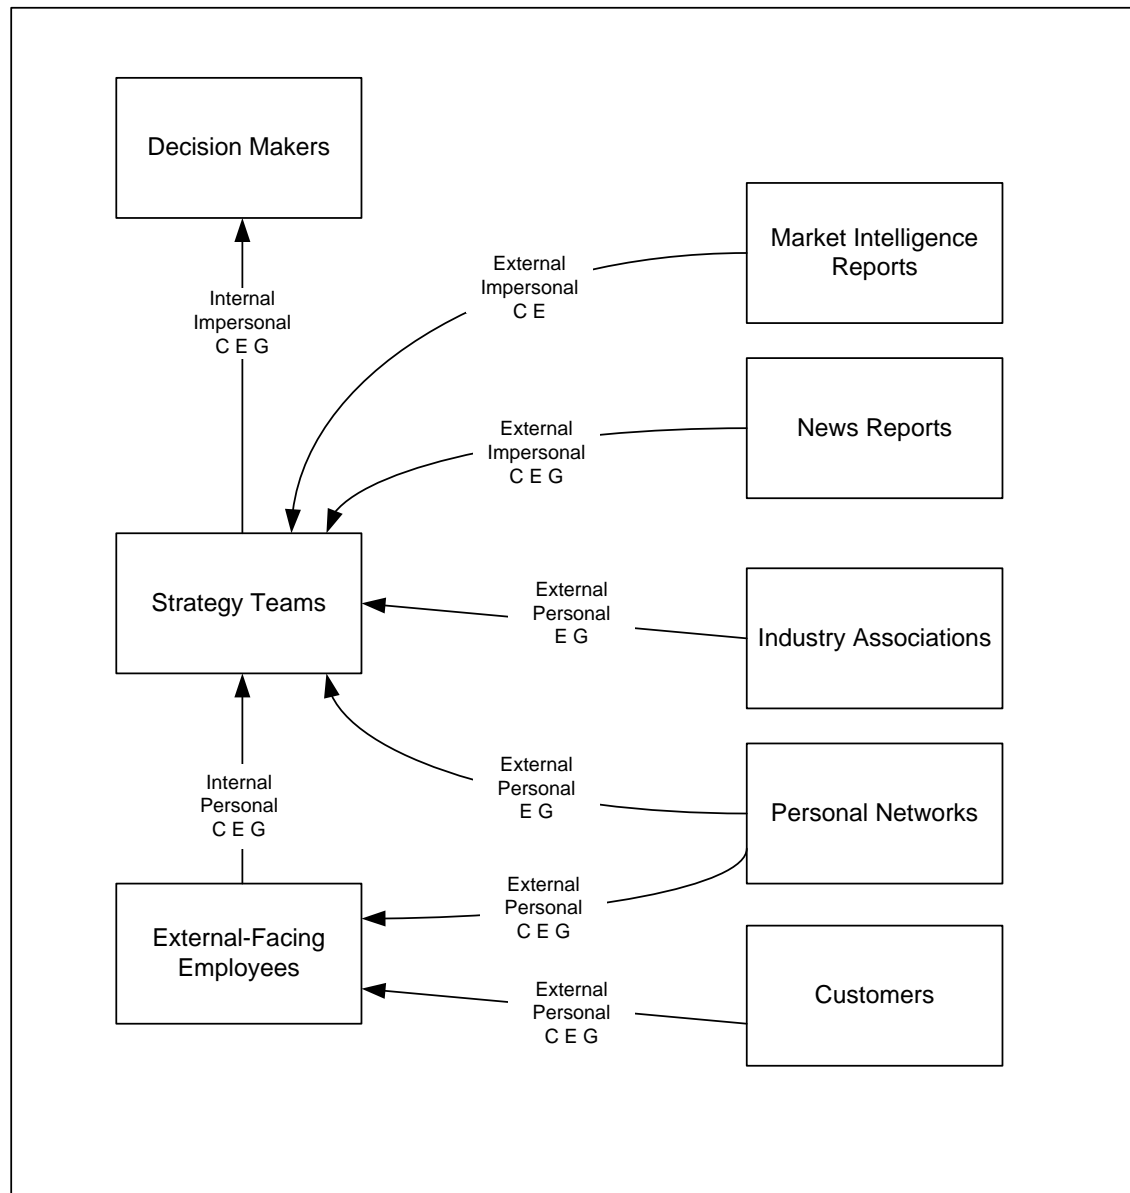 Decision Makers
Market Intelligence
Reports
External
Impersonal
C E
Internal
Impersonal
C E G
News Reports
External
Impersonal
C E G
Strategy Teams
External
Personal
E G
Industry Associations
External
Personal
E G
Personal Networks
Internal
Personal
C E G
External
Personal
C E G
External-Facing
Employees
External
Personal
C E G
Customers